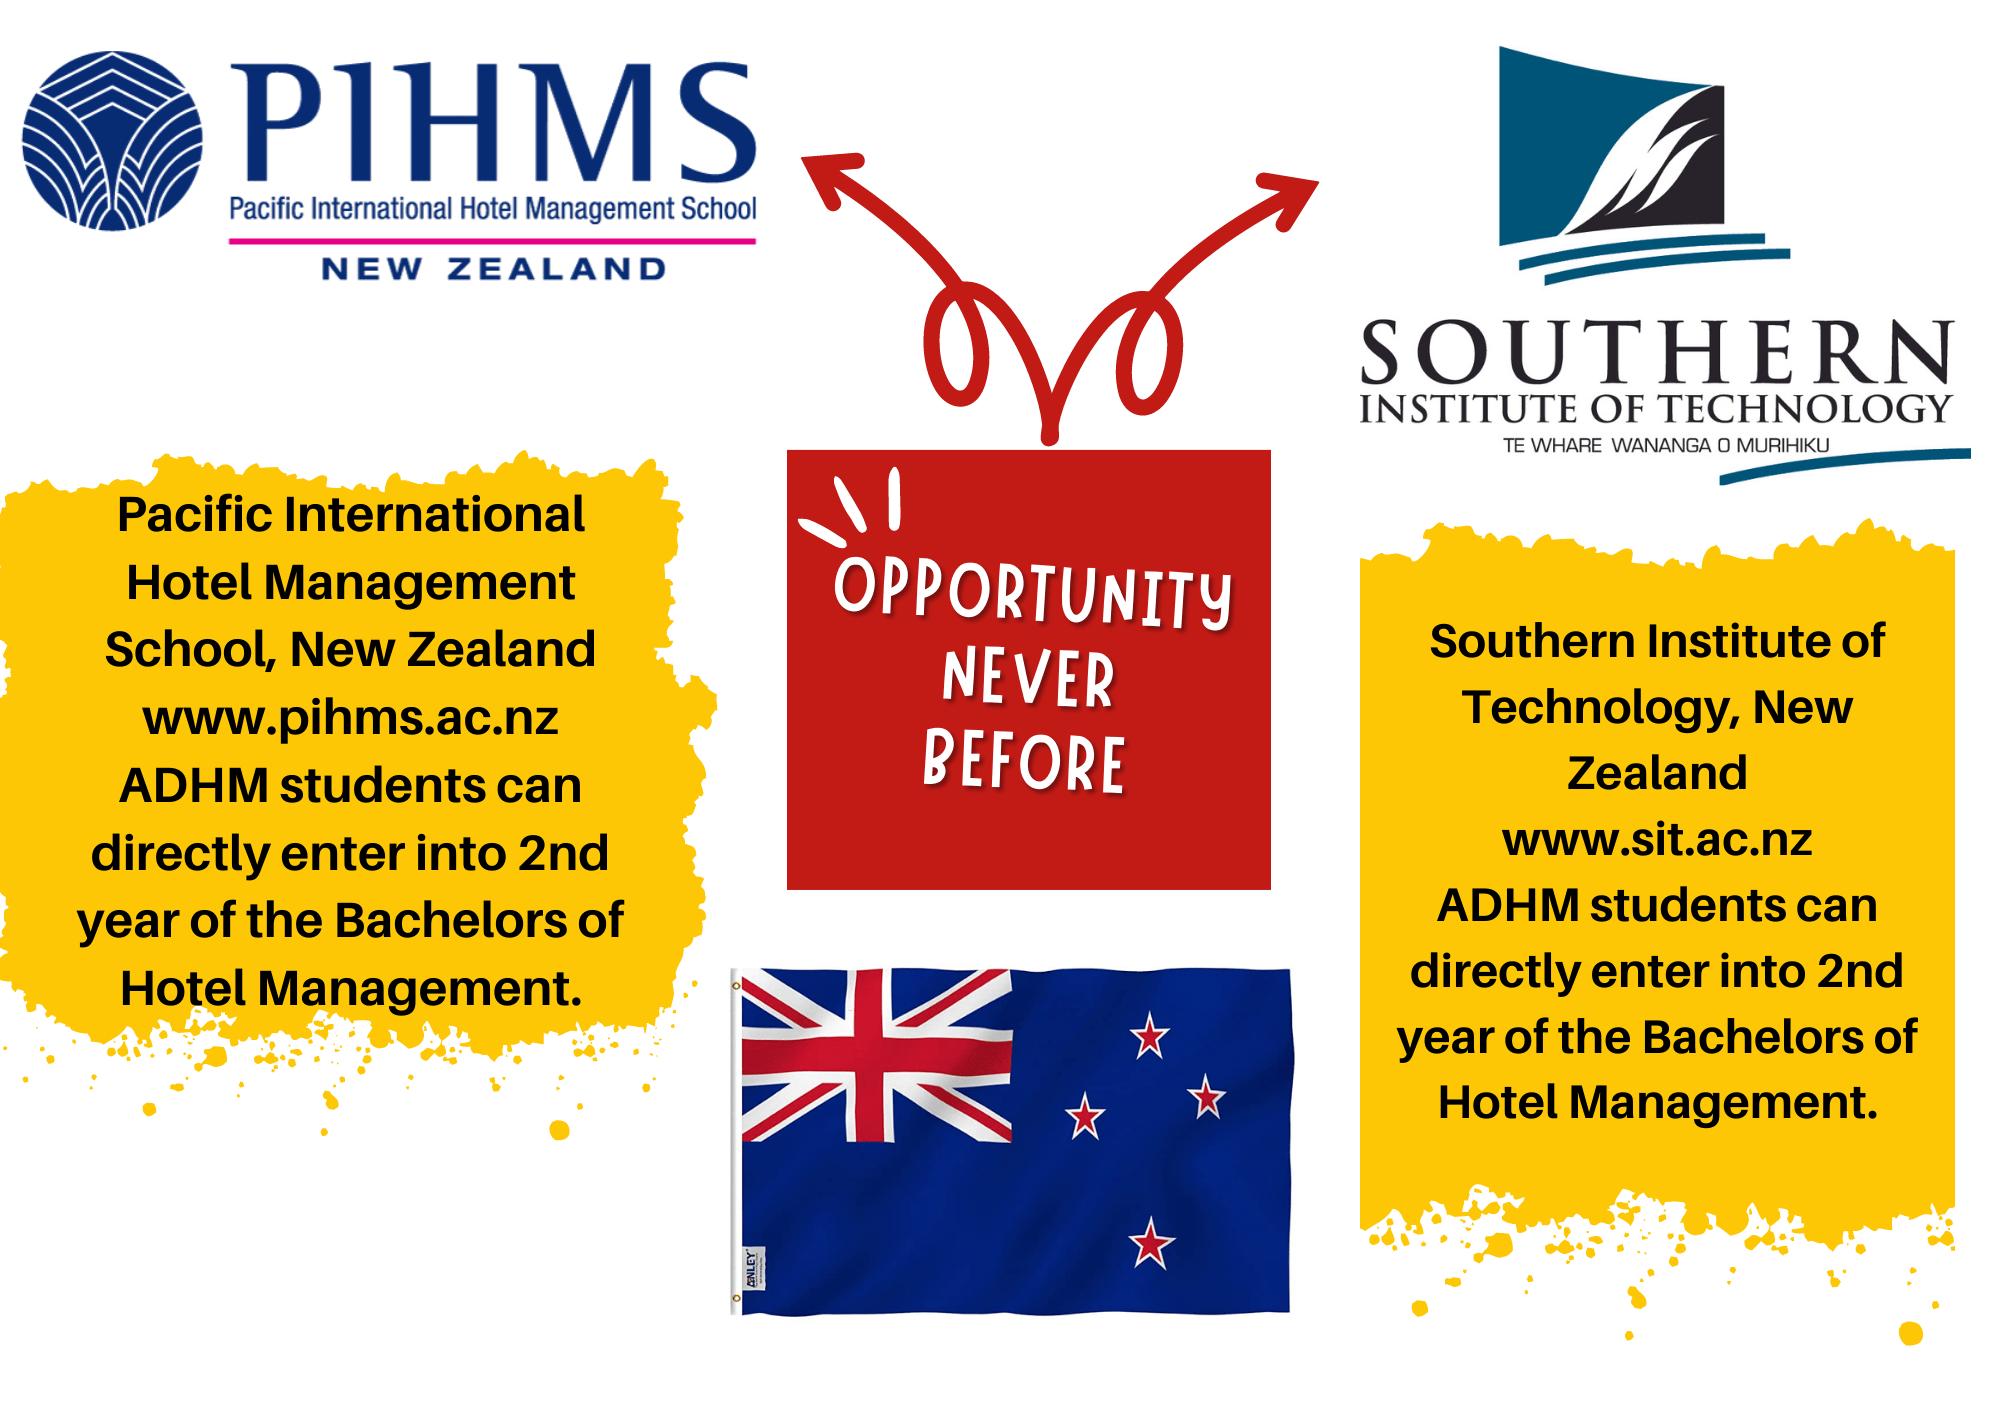 PIHMS
Pacific International Hotel Management School
NEW ZEALAND
SOUTHERN
INSTITUTE OF TECHNOLOGY
TE WHARE WANANGA O MURIHIKU
Pacific International
Hotel Management
School, New Zealand
www.pihms.ac.nz
ADHM students can
directly enter into 2nd
year of the Bachelors of
Hotel Management.
OPPORTUNITY
NEVER
BEFORE
Southern Institute of
Technology, New
Zealand
www.sit.ac.nz
ADHM students can
directly enter into 2nd
year of the Bachelors of
Hotel Management.
ANLEY